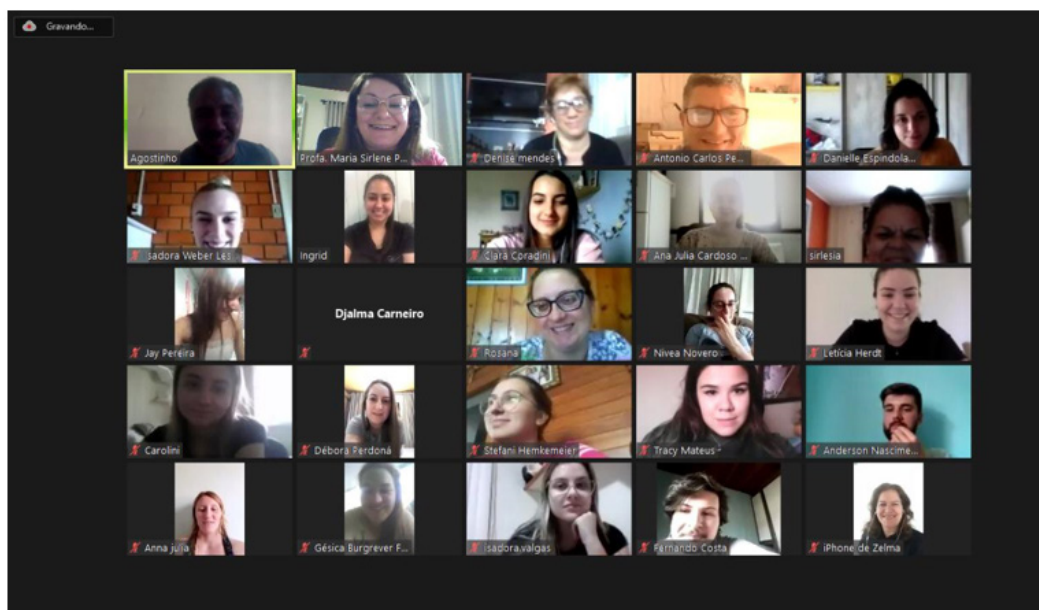 Gravando...
Agostinho
Profa. Maria Sirlene P...
Denise mendes
Antonio Carlos Pe...
Danielle Espindola...
Isadora Weber Les
Ingrid
Clara Coradini
Ana Julia Cardoso ...
sirlesia
Jay Pereira
Djalma Carneiro
Rosana
Nivea Novero
Letícia Herdt
Carolini
Débora Perdoná
Stefani Hemkemeier
Tracy Mateus
Anderson Nascime...
Anna julia
Gésica Burgrever F...
isadora.valgas
Fernando Costa
iPhone de Zelma